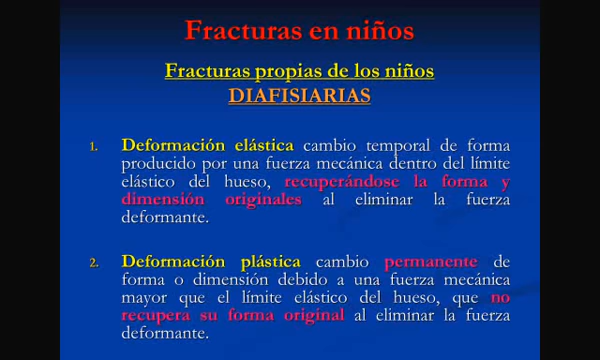 Fracturas en niños
Fracturas propias de los niños
DIAFISIARIAS
1. Deformación elástica cambio temporal de forma
producido por una fuerza mecánica dentro del límite
elástico del hueso, recuperándose la forma y
dimensión originales al eliminar la fuerza
deformante.
2. Deformación plástica cambio permanente de
forma o dimensión debido a una fuerza mecánica
mayor que el límite elástico del hueso, que no
recupera su forma original al eliminar la fuerza
deformante.